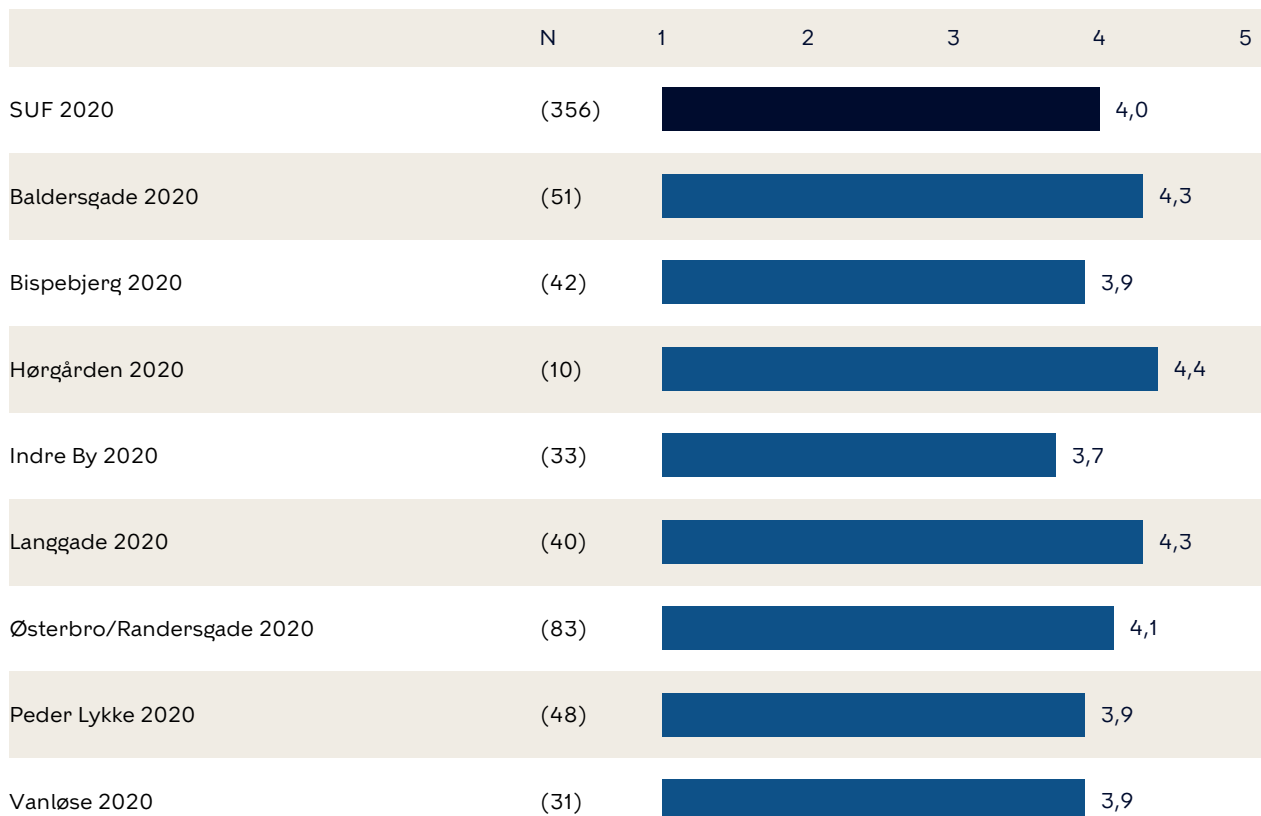 N 1 2 3 4 5
SUF 2020 (356) 4,0
Baldersgade 2020 (51) 4,3
Bispebjerg 2020 (42) 3,9
Hørgården 2020 (10) 4,4
Indre By 2020 (33) 3,7
Langgade 2020 (40) 4,3
Østerbro/Randersgade 2020 (83) 4,1
Peder Lykke 2020 (48) 3,9
Vanløse 2020 (31) 3,9